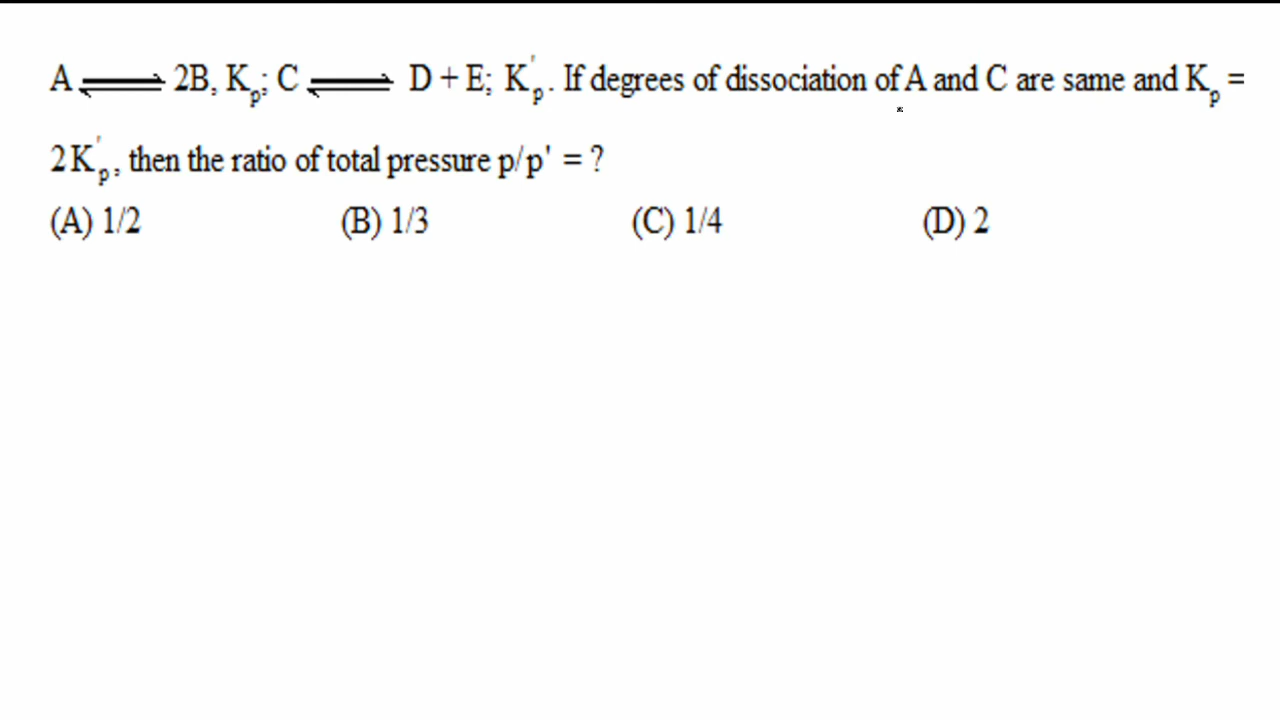 A ⇌ 2B, Kp; C ⇌ D + E; K'p. If degrees of dissociation of A and C are same and Kp =
2K'p, then the ratio of total pressure p/p' = ?
(A) 1/2 (B) 1/3 (C) 1/4 (D) 2